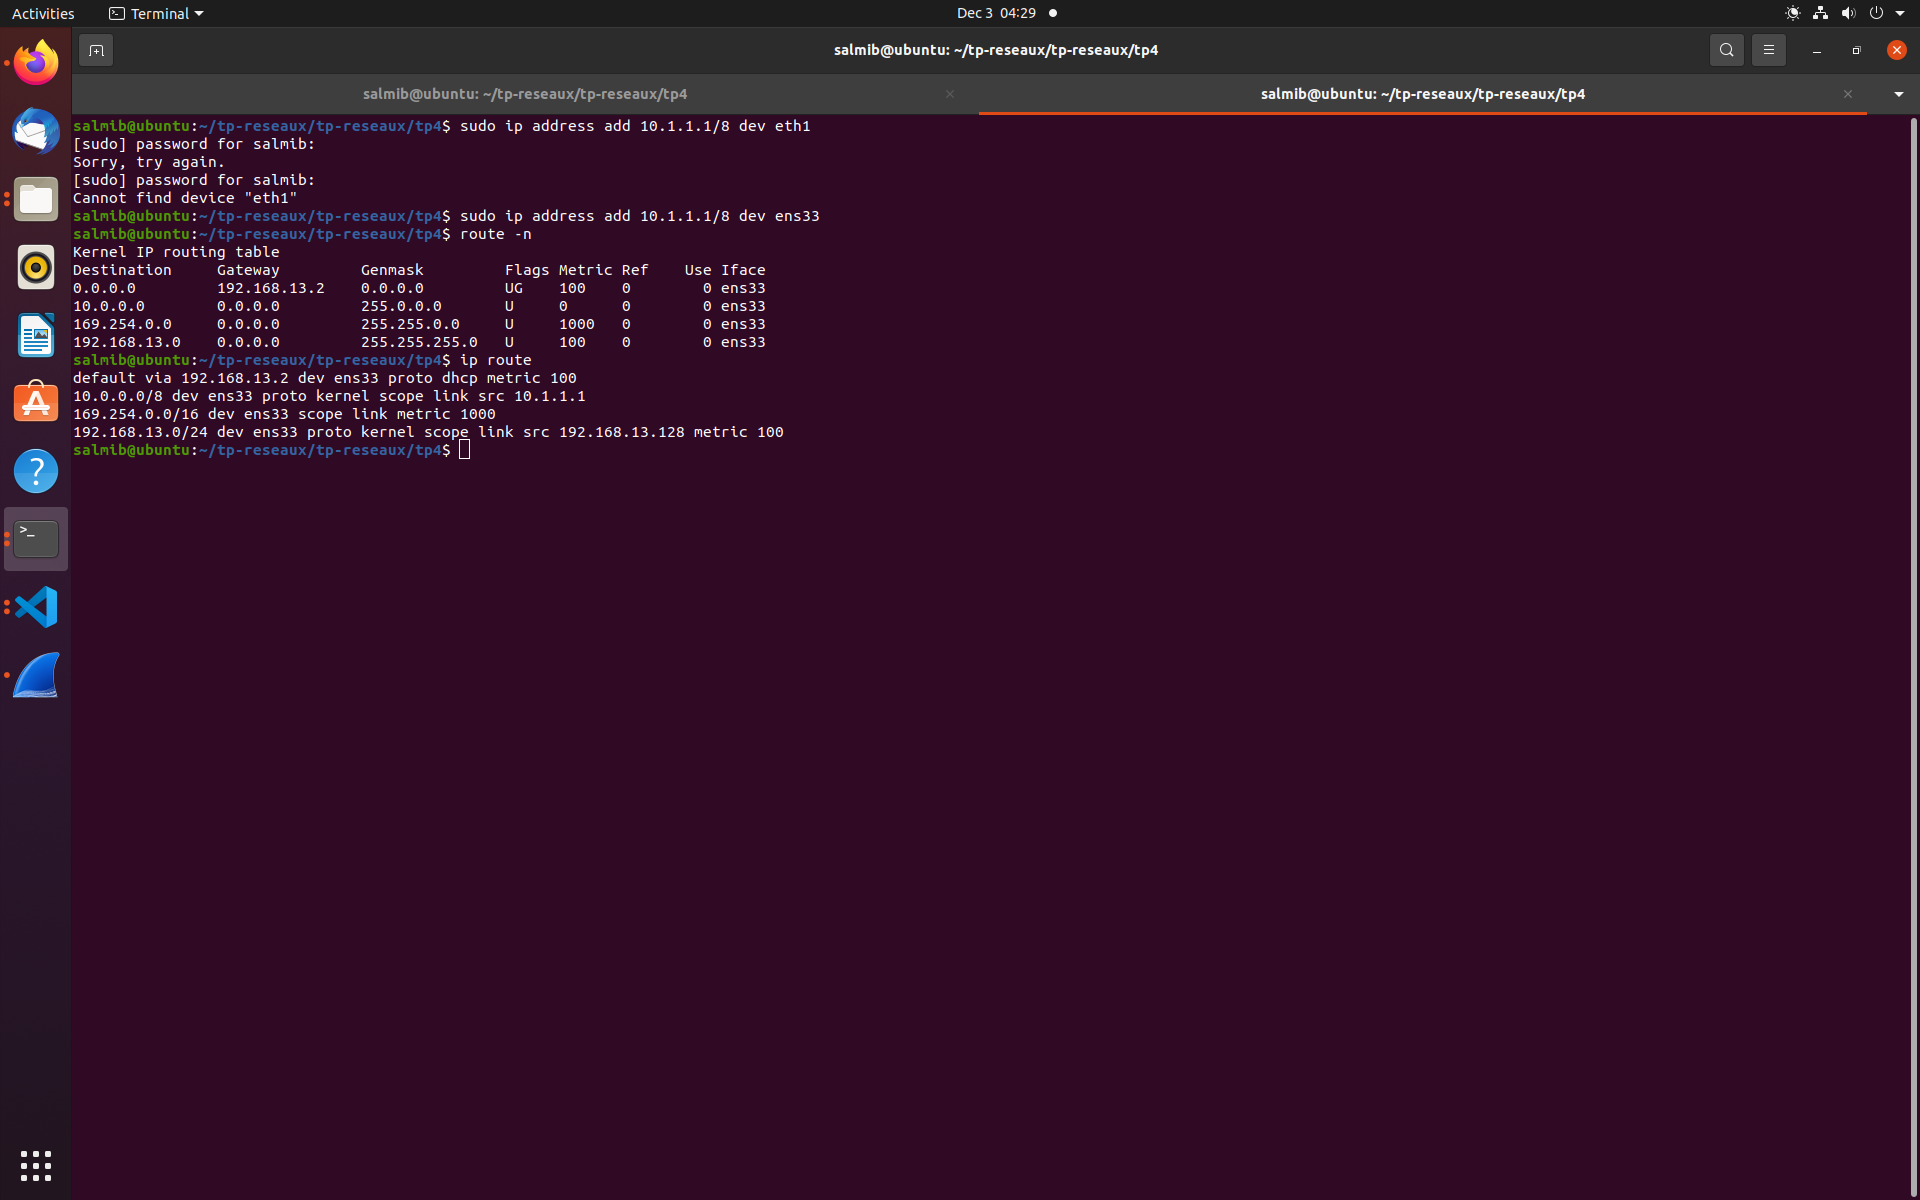 Activities
Terminal
Dec 3 04:29
salmib@ubuntu: ~/tp-reseaux/tp-reseaux/tp4
salmib@ubuntu: ~/tp-reseaux/tp-reseaux/tp4
salmib@ubuntu: ~/tp-reseaux/tp-reseaux/tp4
salmib@ubuntu:~/tp-reseaux/tp-reseaux/tp4$ sudo ip address add 10.1.1.1/8 dev eth1
[sudo] password for salmib:
Sorry, try again.
[sudo] password for salmib:
Cannot find device "eth1"
salmib@ubuntu:~/tp-reseaux/tp-reseaux/tp4$ sudo ip address add 10.1.1.1/8 dev ens33
salmib@ubuntu:~/tp-reseaux/tp-reseaux/tp4$ route -n
Kernel IP routing table
Destination     Gateway         Genmask         Flags Metric Ref    Use Iface
0.0.0.0         192.168.13.2    0.0.0.0         UG    100    0        0 ens33
10.0.0.0        0.0.0.0         255.0.0.0       U     0      0        0 ens33
169.254.0.0     0.0.0.0         255.255.0.0     U     1000   0        0 ens33
192.168.13.0    0.0.0.0         255.255.255.0   U     100    0        0 ens33
salmib@ubuntu:~/tp-reseaux/tp-reseaux/tp4$ ip route
default via 192.168.13.2 dev ens33 proto dhcp metric 100
10.0.0.0/8 dev ens33 proto kernel scope link src 10.1.1.1
169.254.0.0/16 dev ens33 scope link metric 1000
192.168.13.0/24 dev ens33 proto kernel scope link src 192.168.13.128 metric 100
salmib@ubuntu:~/tp-reseaux/tp-reseaux/tp4$